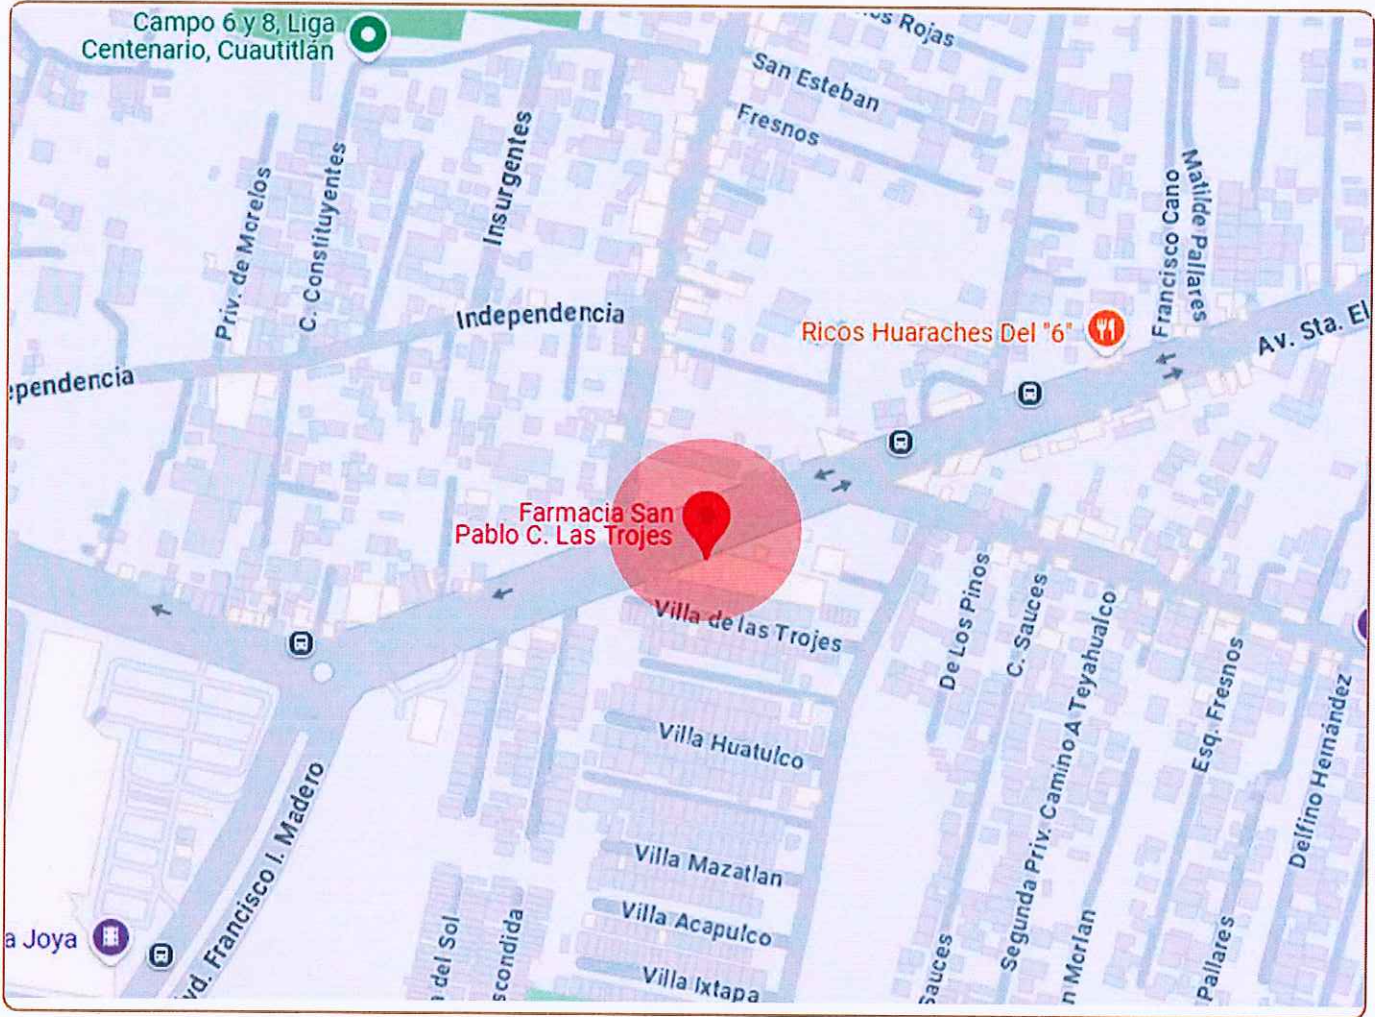 Campo 6 y 8, Liga
Centenario, Cuautitlán
Rojas
San Esteban
Fresnos
Insurgentes
C. Constituyentes
Priv. de Morelos
Francisco Cano
Matilde Pallares
Independencia
Ricos Huaraches Del "6"
Av. Sta. El
ependencia
Farmacia San
Pablo C. Las Trojes
Villa de las Trojes
De Los Pinos
C. Sauces
Segunda Priv. Camino A Teyahualco
Esq. Fresnos
Delfino Hernández
Villa Huatulco
vd. Francisco I. Madero
Villa Mazatlan
Villa Acapulco
Villa Ixtapa
a Joya
del Sol
scondida
Sauces
n Morlan
Pallares